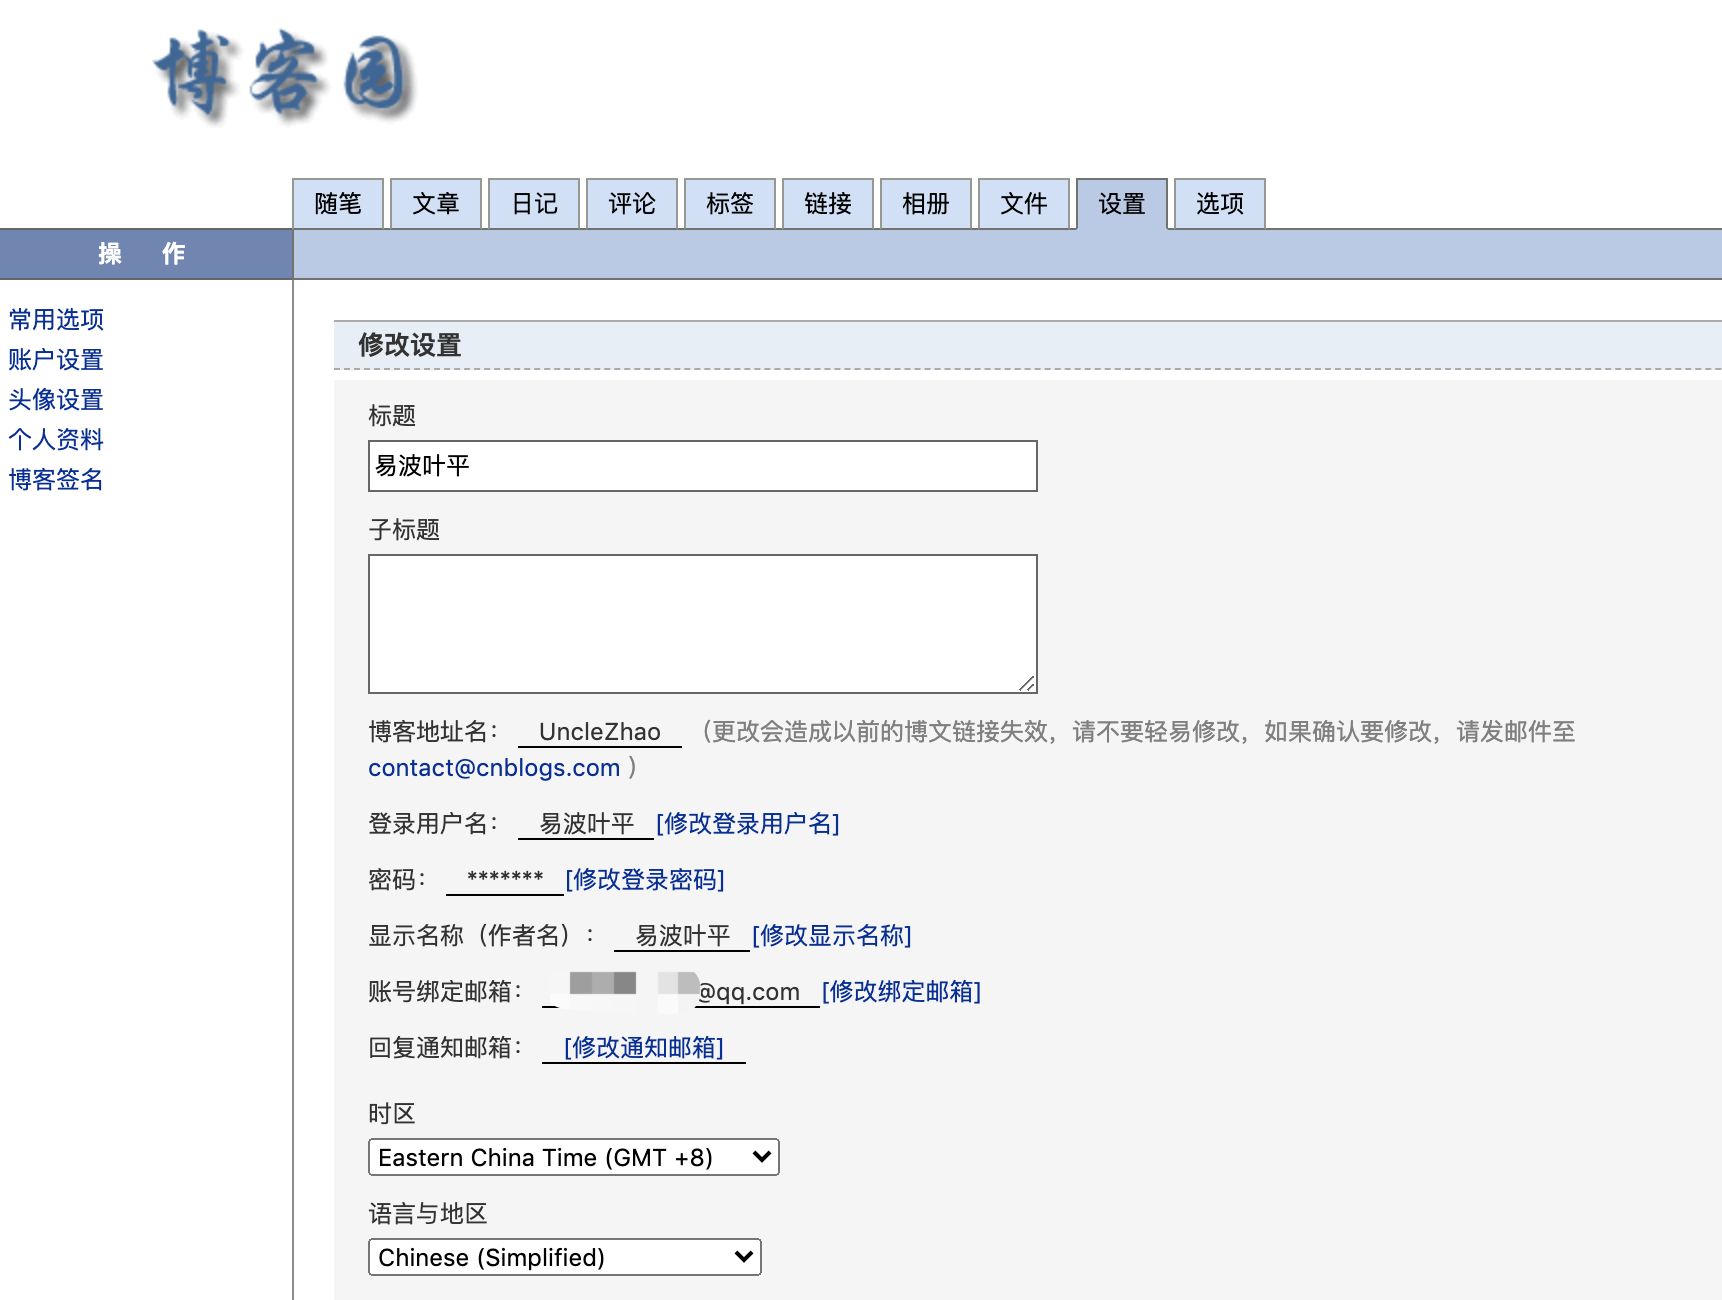 博客园
随笔 文章 日记 评论 标签 链接 相册 文件 设置 选项
操 作
常用选项
账户设置
头像设置
个人资料
博客签名
修改设置
标题
易波叶平
子标题
博客地址名： UncleZhao （更改会造成以前的博文链接失效，请不要轻易修改，如果确认要修改，请发邮件至
contact@cnblogs.com ）
登录用户名： 易波叶平 [修改登录用户名]
密码： ******* [修改登录密码]
显示名称（作者名）： 易波叶平 [修改显示名称]
账号绑定邮箱： @qq.com [修改绑定邮箱]
回复通知邮箱： [修改通知邮箱]
时区
Eastern China Time (GMT +8)
语言与地区
Chinese (Simplified)